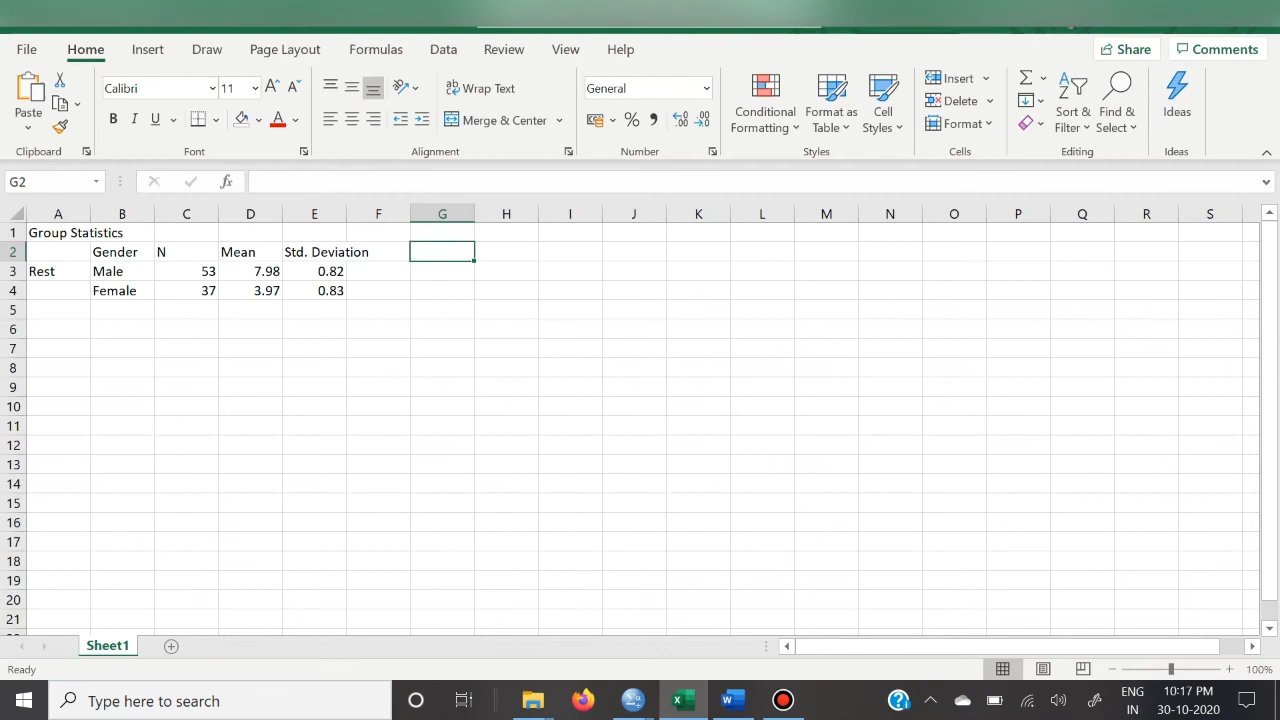 File Home Insert Draw Page Layout Formulas Data Review View Help Share Comments
Paste Calibri 11 Wrap Text General Conditional Formatting Format as Table Cell Styles Insert Sort & Filter Find & Select Ideas
B I U Merge & Center % Delete
Format
Clipboard Font Alignment Number Styles Cells Editing Ideas
G2 fx
A B C D E F G H I J K L M N O P Q R S
1 Group Statistics
2 Gender N Mean Std. Deviation
3 Rest Male 53 7.98 0.82
4 Female 37 3.97 0.83
5
6
7
8
9
10
11
12
13
14
15
16
17
18
19
20
21
Sheet1
Ready 100%
Type here to search ENG 10:17 PM
IN 30-10-2020